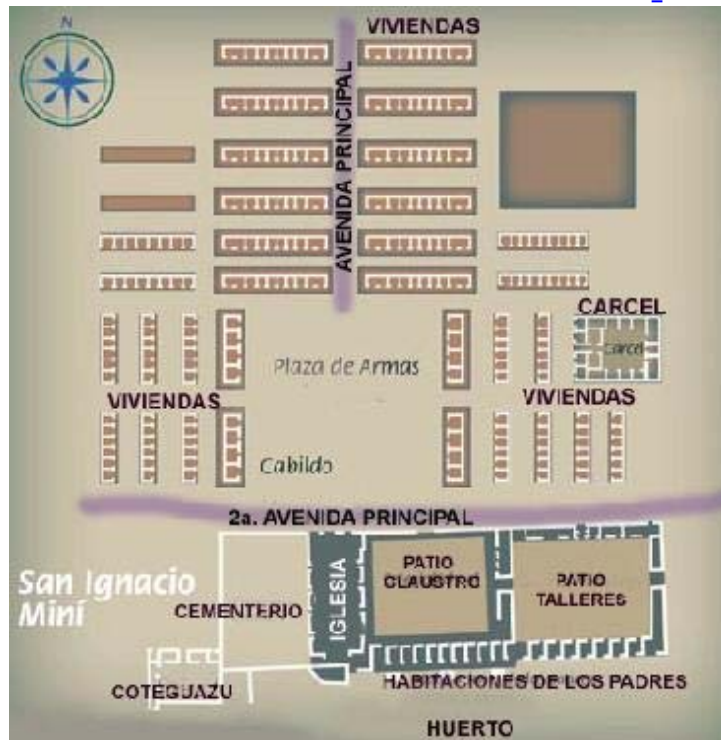 N
VIVIENDAS
AVENIDA PRINCIPAL
CARCEL
Carcel
Plaza de Armas
VIVIENDAS
VIVIENDAS
Cabildo
2a. AVENIDA PRINCIPAL
San Ignacio
Miní
CEMENTERIO
IGLESIA
PATIO
CLAUSTRO
PATIO
TALLERES
COTEGUAZU
HABITACIONES DE LOS PADRES
HUERTO